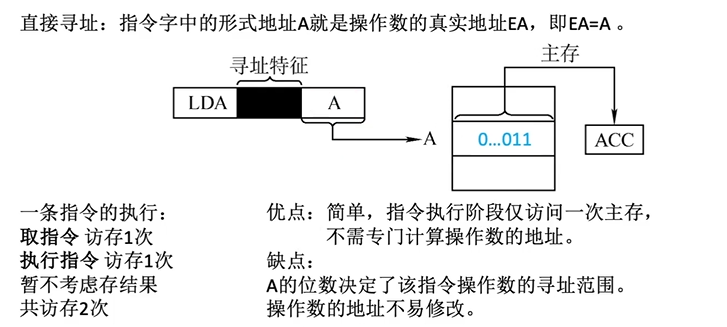 直接寻址：指令字中的形式地址A就是操作数的真实地址EA，即EA=A 。
主存
寻址特征
LDA
A
A
0...011
ACC
一条指令的执行：
取指令 访存1次
执行指令 访存1次
暂不考虑存结果
共访存2次
优点：简单，指令执行阶段仅访问一次主存，
不需专门计算操作数的地址。
缺点：
A的位数决定了该指令操作数的寻址范围。
操作数的地址不易修改。